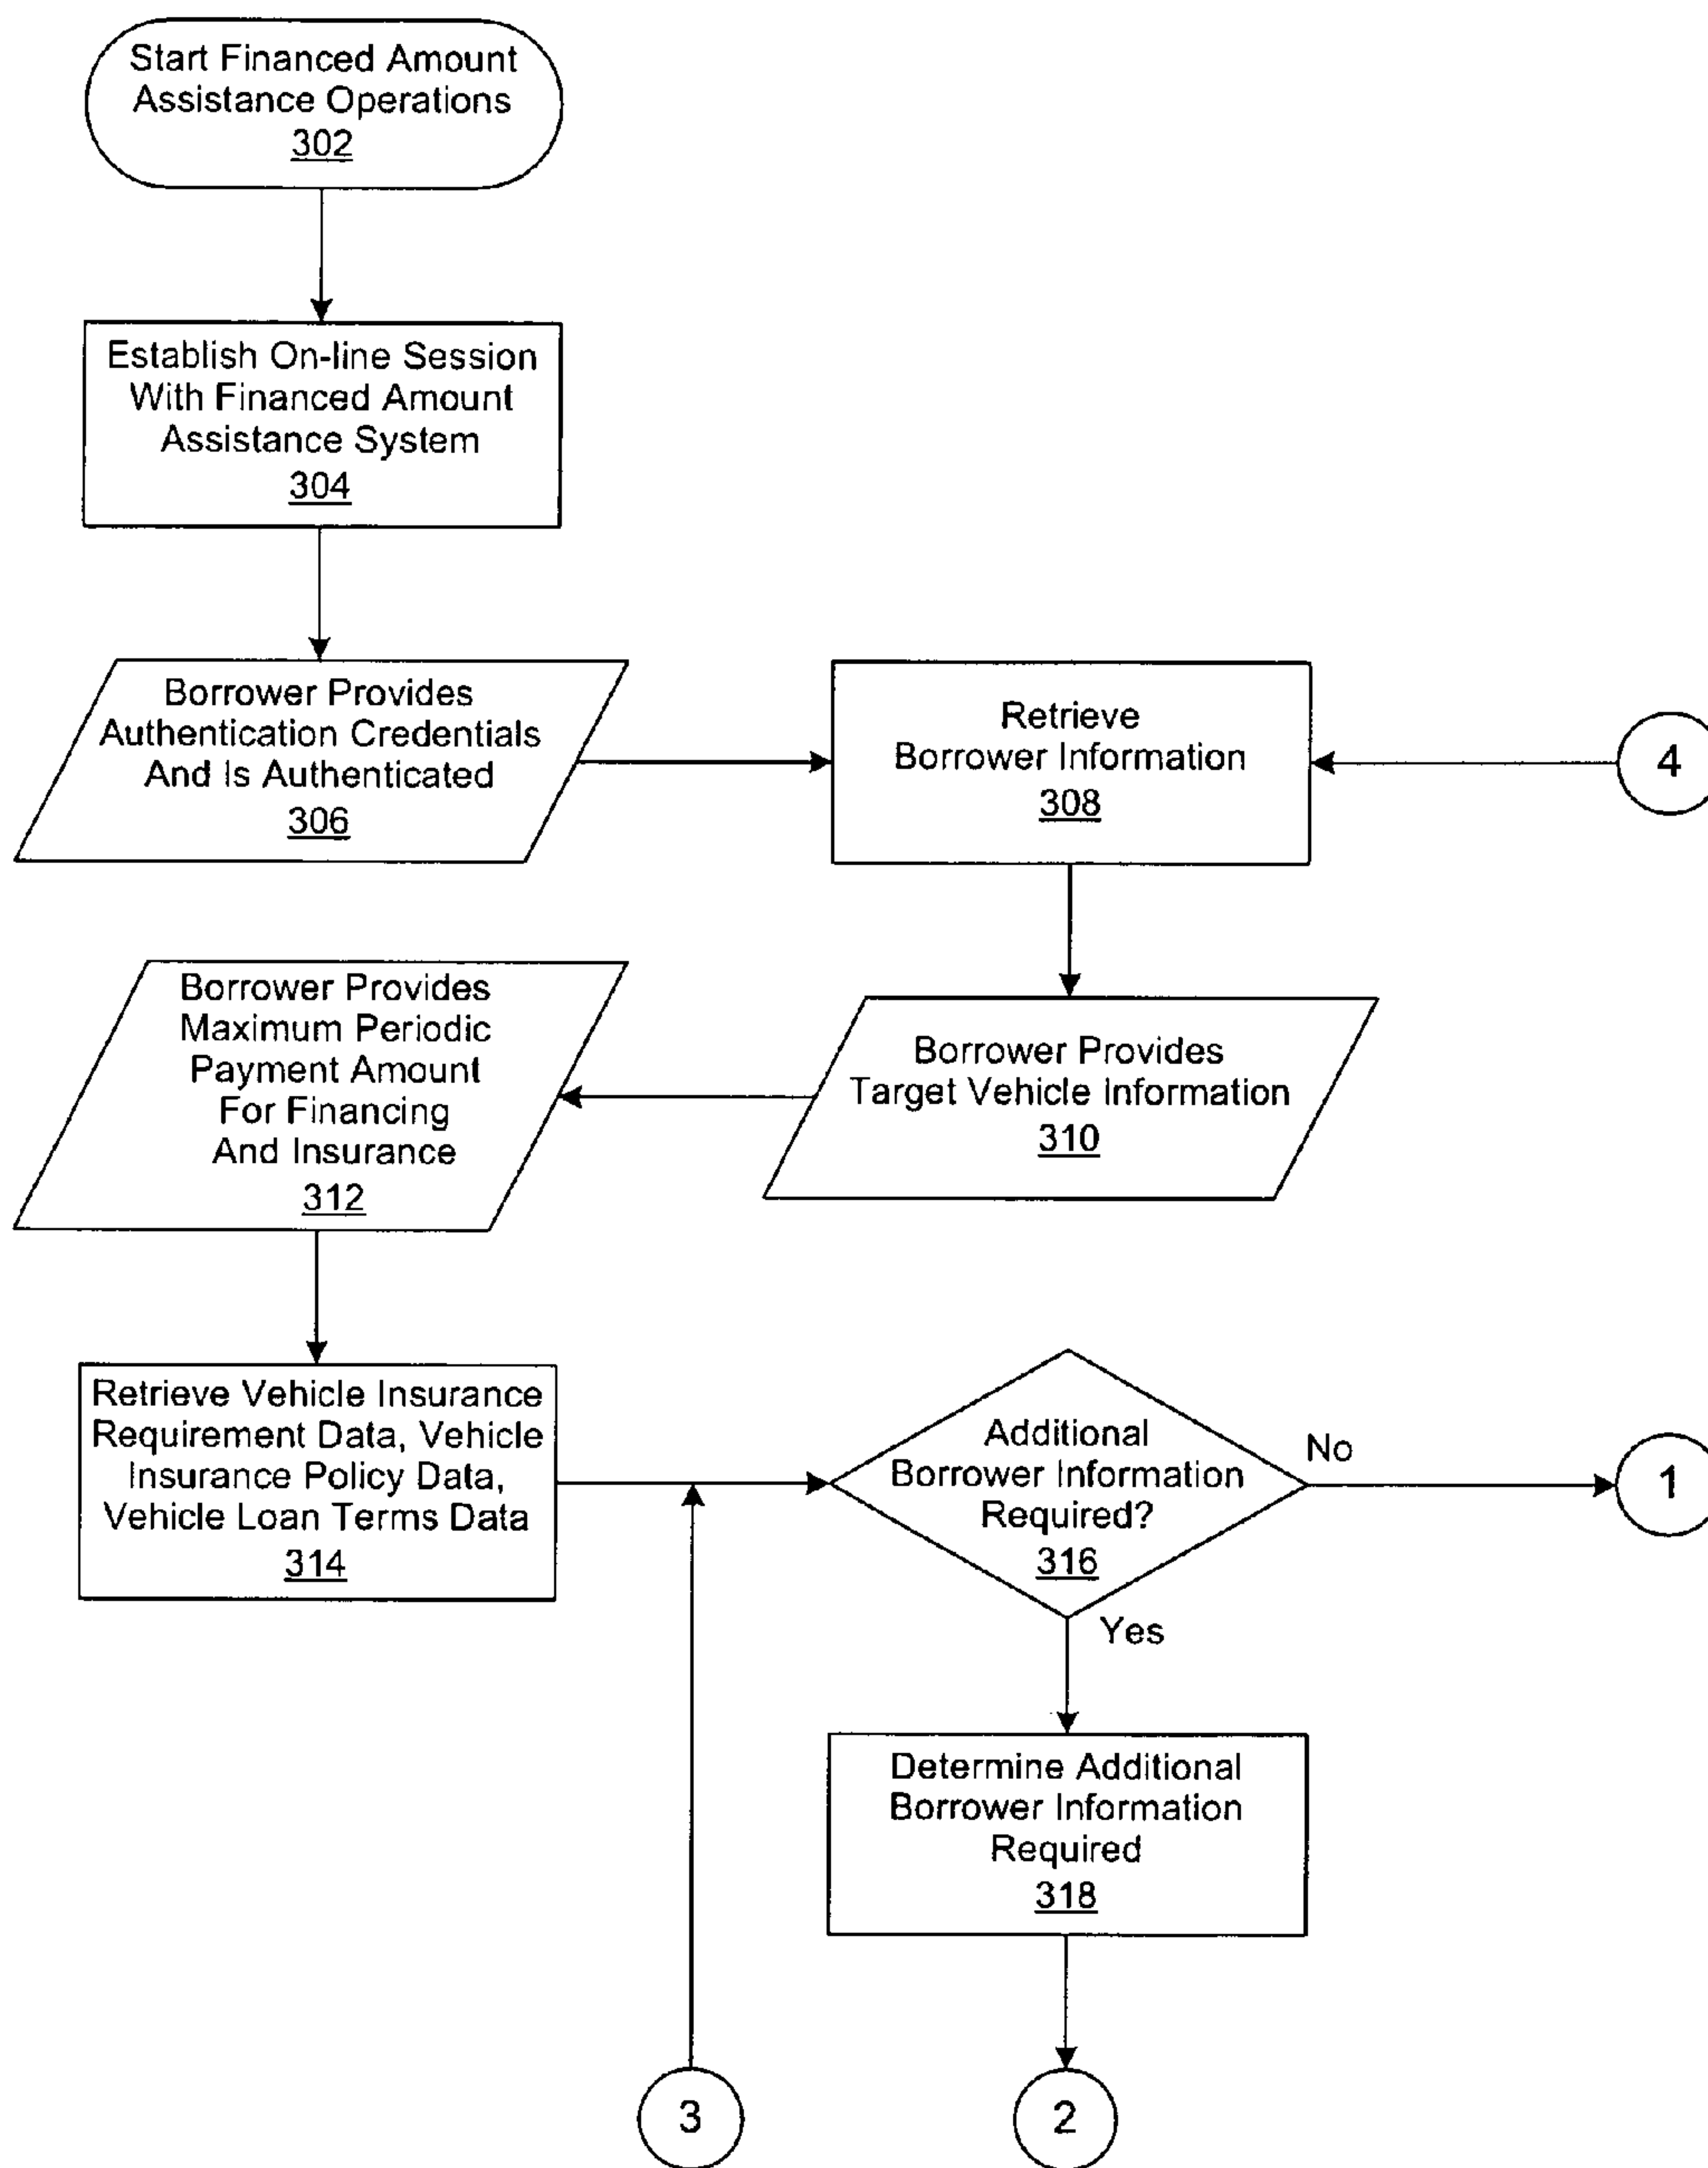 Start Financed Amount
Assistance Operations
302
Establish On-line Session
With Financed Amount
Assistance System
304
Borrower Provides
Authentication Credentials
And Is Authenticated
306
Retrieve
Borrower Information
308
4
Borrower Provides
Target Vehicle Information
310
Borrower Provides
Maximum Periodic
Payment Amount
For Financing
And Insurance
312
Retrieve Vehicle Insurance
Requirement Data, Vehicle
Insurance Policy Data,
Vehicle Loan Terms Data
314
Additional
Borrower Information
Required?
316
No
1
Yes
Determine Additional
Borrower Information
Required
318
3
2